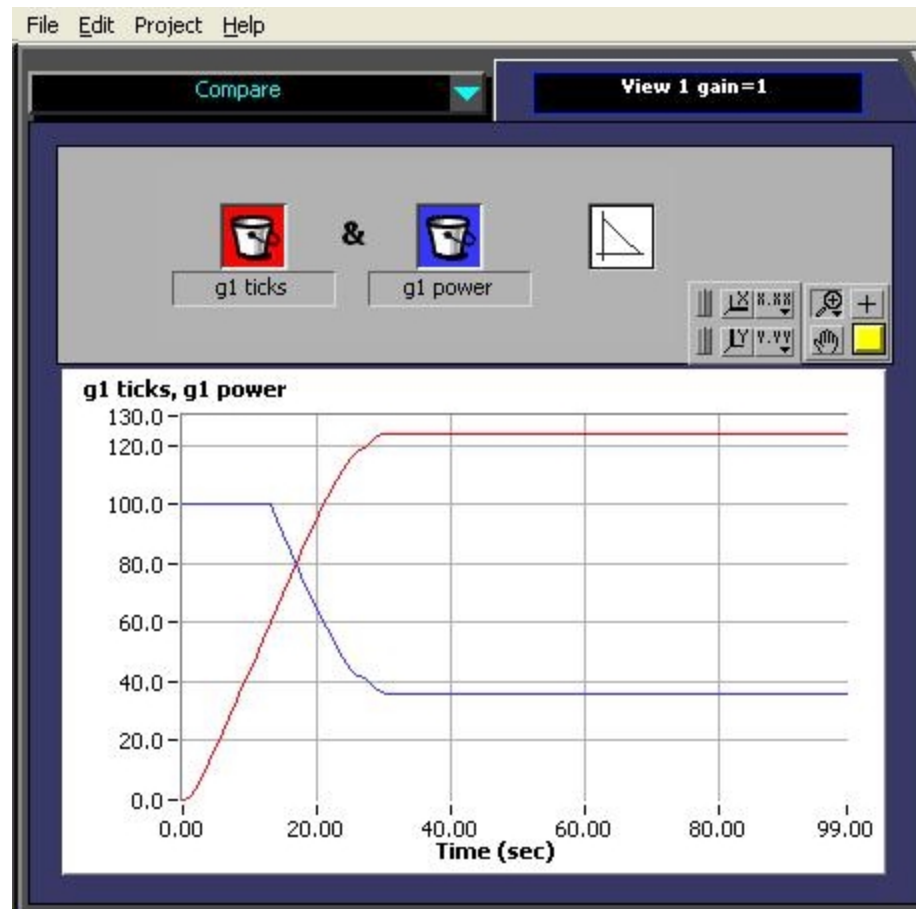 File Edit Project Help
Compare
View 1 gain=1
&
g1 ticks
g1 power
X X.XX
Y Y.YY
g1 ticks, g1 power
130.0
120.0
100.0
80.0
60.0
40.0
20.0
0.0
0.00 20.00 40.00 60.00 80.00 99.00
Time (sec)